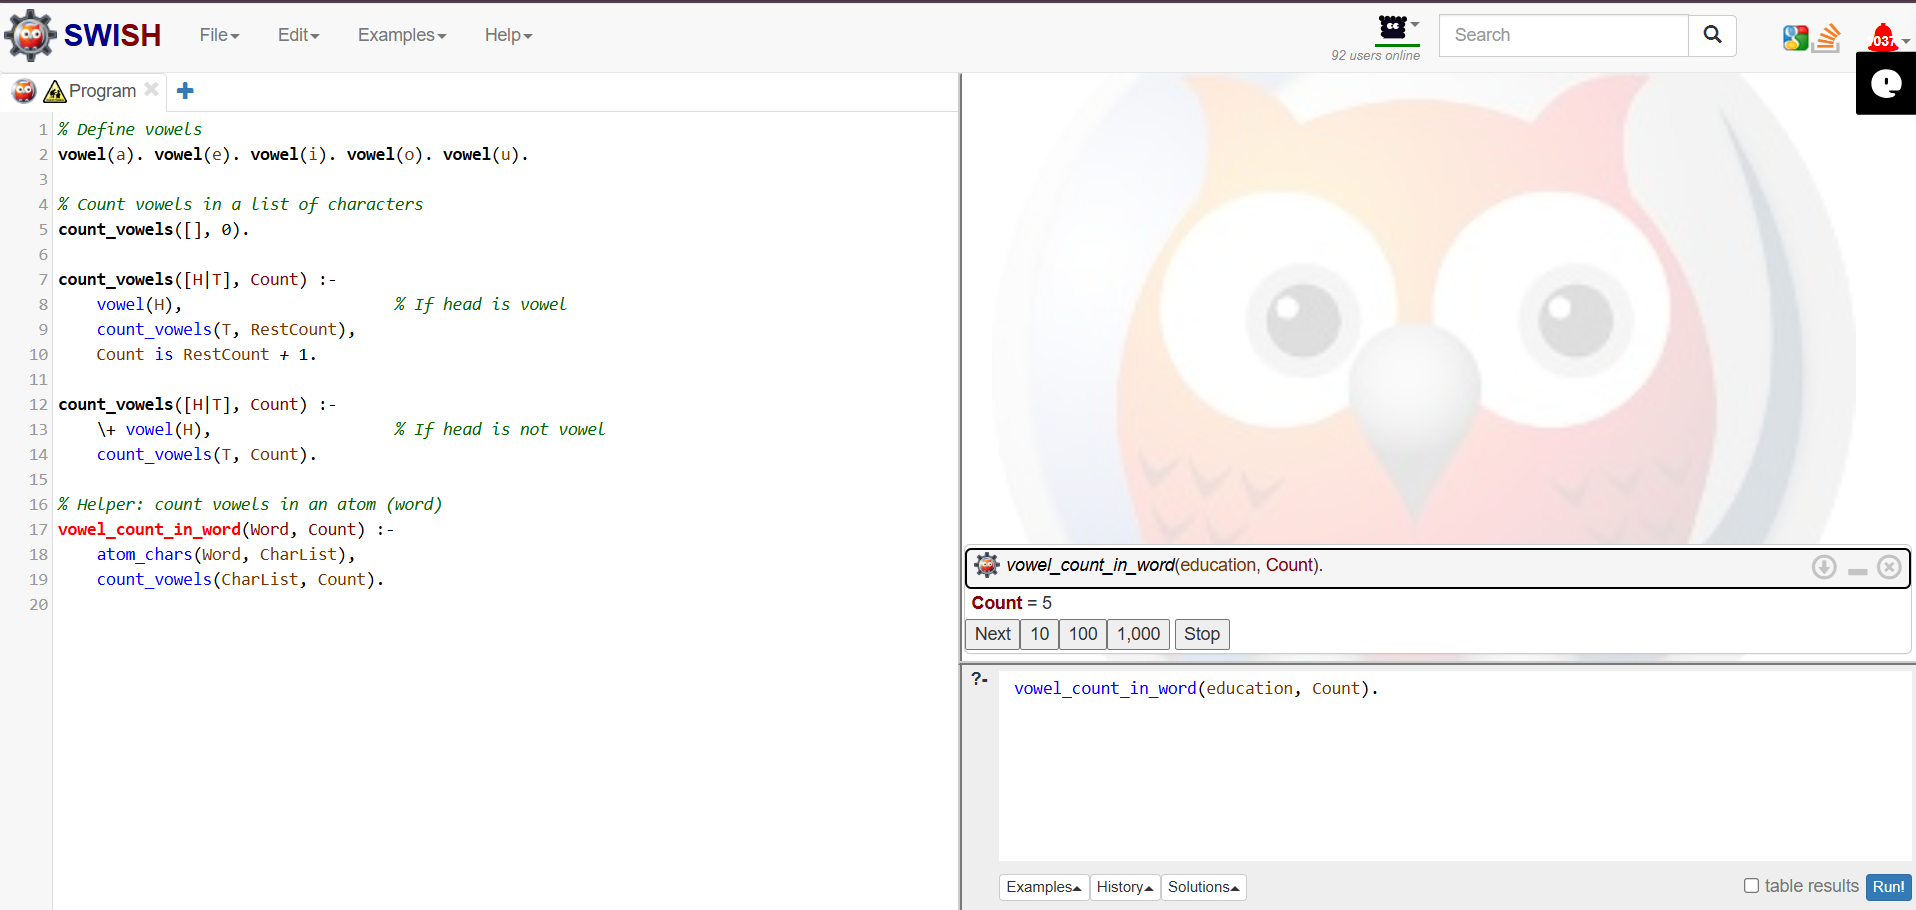 SWISH File Edit Examples Help
92 users online
Search
Program
1 % Define vowels
2 vowel(a). vowel(e). vowel(i). vowel(o). vowel(u).
3
4 % Count vowels in a list of characters
5 count_vowels([], 0).
6
7 count_vowels([H|T], Count) :-
8     vowel(H),                      % If head is vowel
9     count_vowels(T, RestCount),
10     Count is RestCount + 1.
11
12 count_vowels([H|T], Count) :-
13     \+ vowel(H),                   % If head is not vowel
14     count_vowels(T, Count).
15
16 % Helper: count vowels in an atom (word)
17 vowel_count_in_word(Word, Count) :-
18     atom_chars(Word, CharList),
19     count_vowels(CharList, Count).
20
vowel_count_in_word(education, Count).
Count = 5
Next 10 100 1,000 Stop
?- vowel_count_in_word(education, Count).
Examples History Solutions
table results Run!